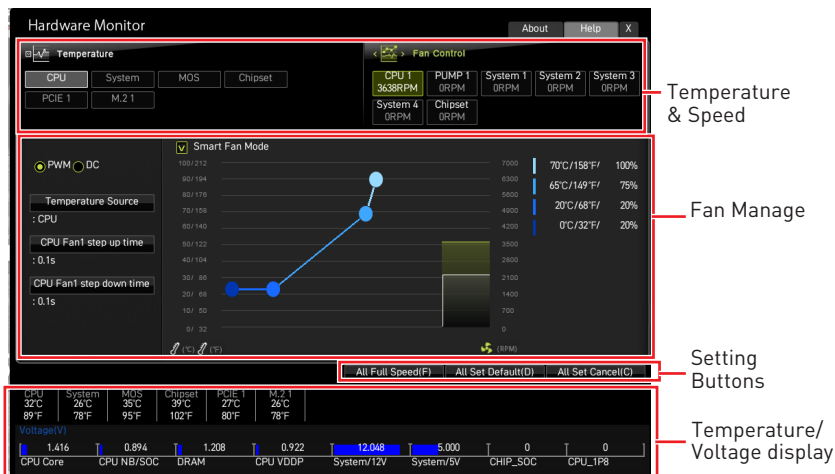 Hardware Monitor
About Help X
Temperature
Fan Control
CPU System MOS Chipset
PCIE 1 M.2 1
CPU 1 PUMP 1 System 1 System 2 System 3
3638RPM 0RPM 0RPM 0RPM 0RPM
System 4 Chipset
0RPM 0RPM
Temperature
& Speed
PWM DC
Temperature Source
: CPU
CPU Fan1 step up time
: 0.1s
CPU Fan1 step down time
: 0.1s
Smart Fan Mode
100/212 7000
90/194 6300
80/176 5600
70/158 4900
60/140 4200
50/122 3500
40/104 2800
30/ 86 2100
20/ 68 1400
10/ 50 700
0/ 32 0
(°C) (°F) (RPM)
70°C/158°F/ 100%
65°C/149°F/ 75%
20°C/68°F/ 20%
0°C/32°F/ 20%
Fan Manage
All Full Speed(F) All Set Default(D) All Set Cancel(C)
Setting
Buttons
CPU System MOS Chipset PCIE 1 M.2 1
32°C 26°C 35°C 39°C 27°C 26°C
89°F 78°F 95°F 102°F 80°F 78°F
Voltage(V)
1.416 0.894 1.208 0.922 12.048 5.000 0 0
CPU Core CPU NB/SOC DRAM CPU VDDP System/12V System/5V CHIP_SOC CPU_1P8
Temperature/
Voltage display